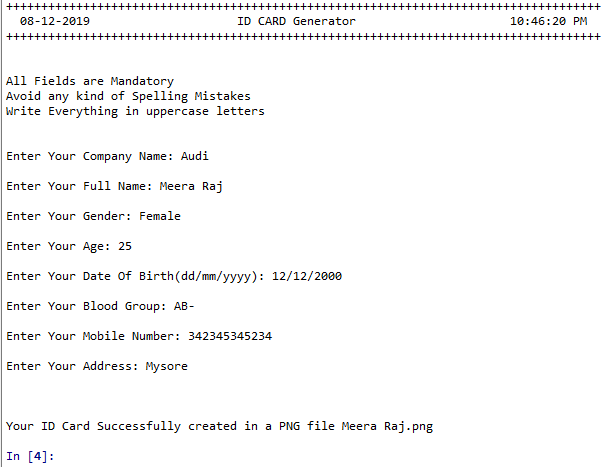 +++++++++++++++++++++++++++++++++++++++++++++++++++++++++++++++++++++++++++++++++++++
08-12-2019 ID CARD Generator 10:46:20 PM
+++++++++++++++++++++++++++++++++++++++++++++++++++++++++++++++++++++++++++++++++++++
All Fields are Mandatory
Avoid any kind of Spelling Mistakes
Write Everything in uppercase letters
Enter Your Company Name: Audi
Enter Your Full Name: Meera Raj
Enter Your Gender: Female
Enter Your Age: 25
Enter Your Date Of Birth(dd/mm/yyyy): 12/12/2000
Enter Your Blood Group: AB-
Enter Your Mobile Number: 342345345234
Enter Your Address: Mysore
Your ID Card Successfully created in a PNG file Meera Raj.png
In [4]: